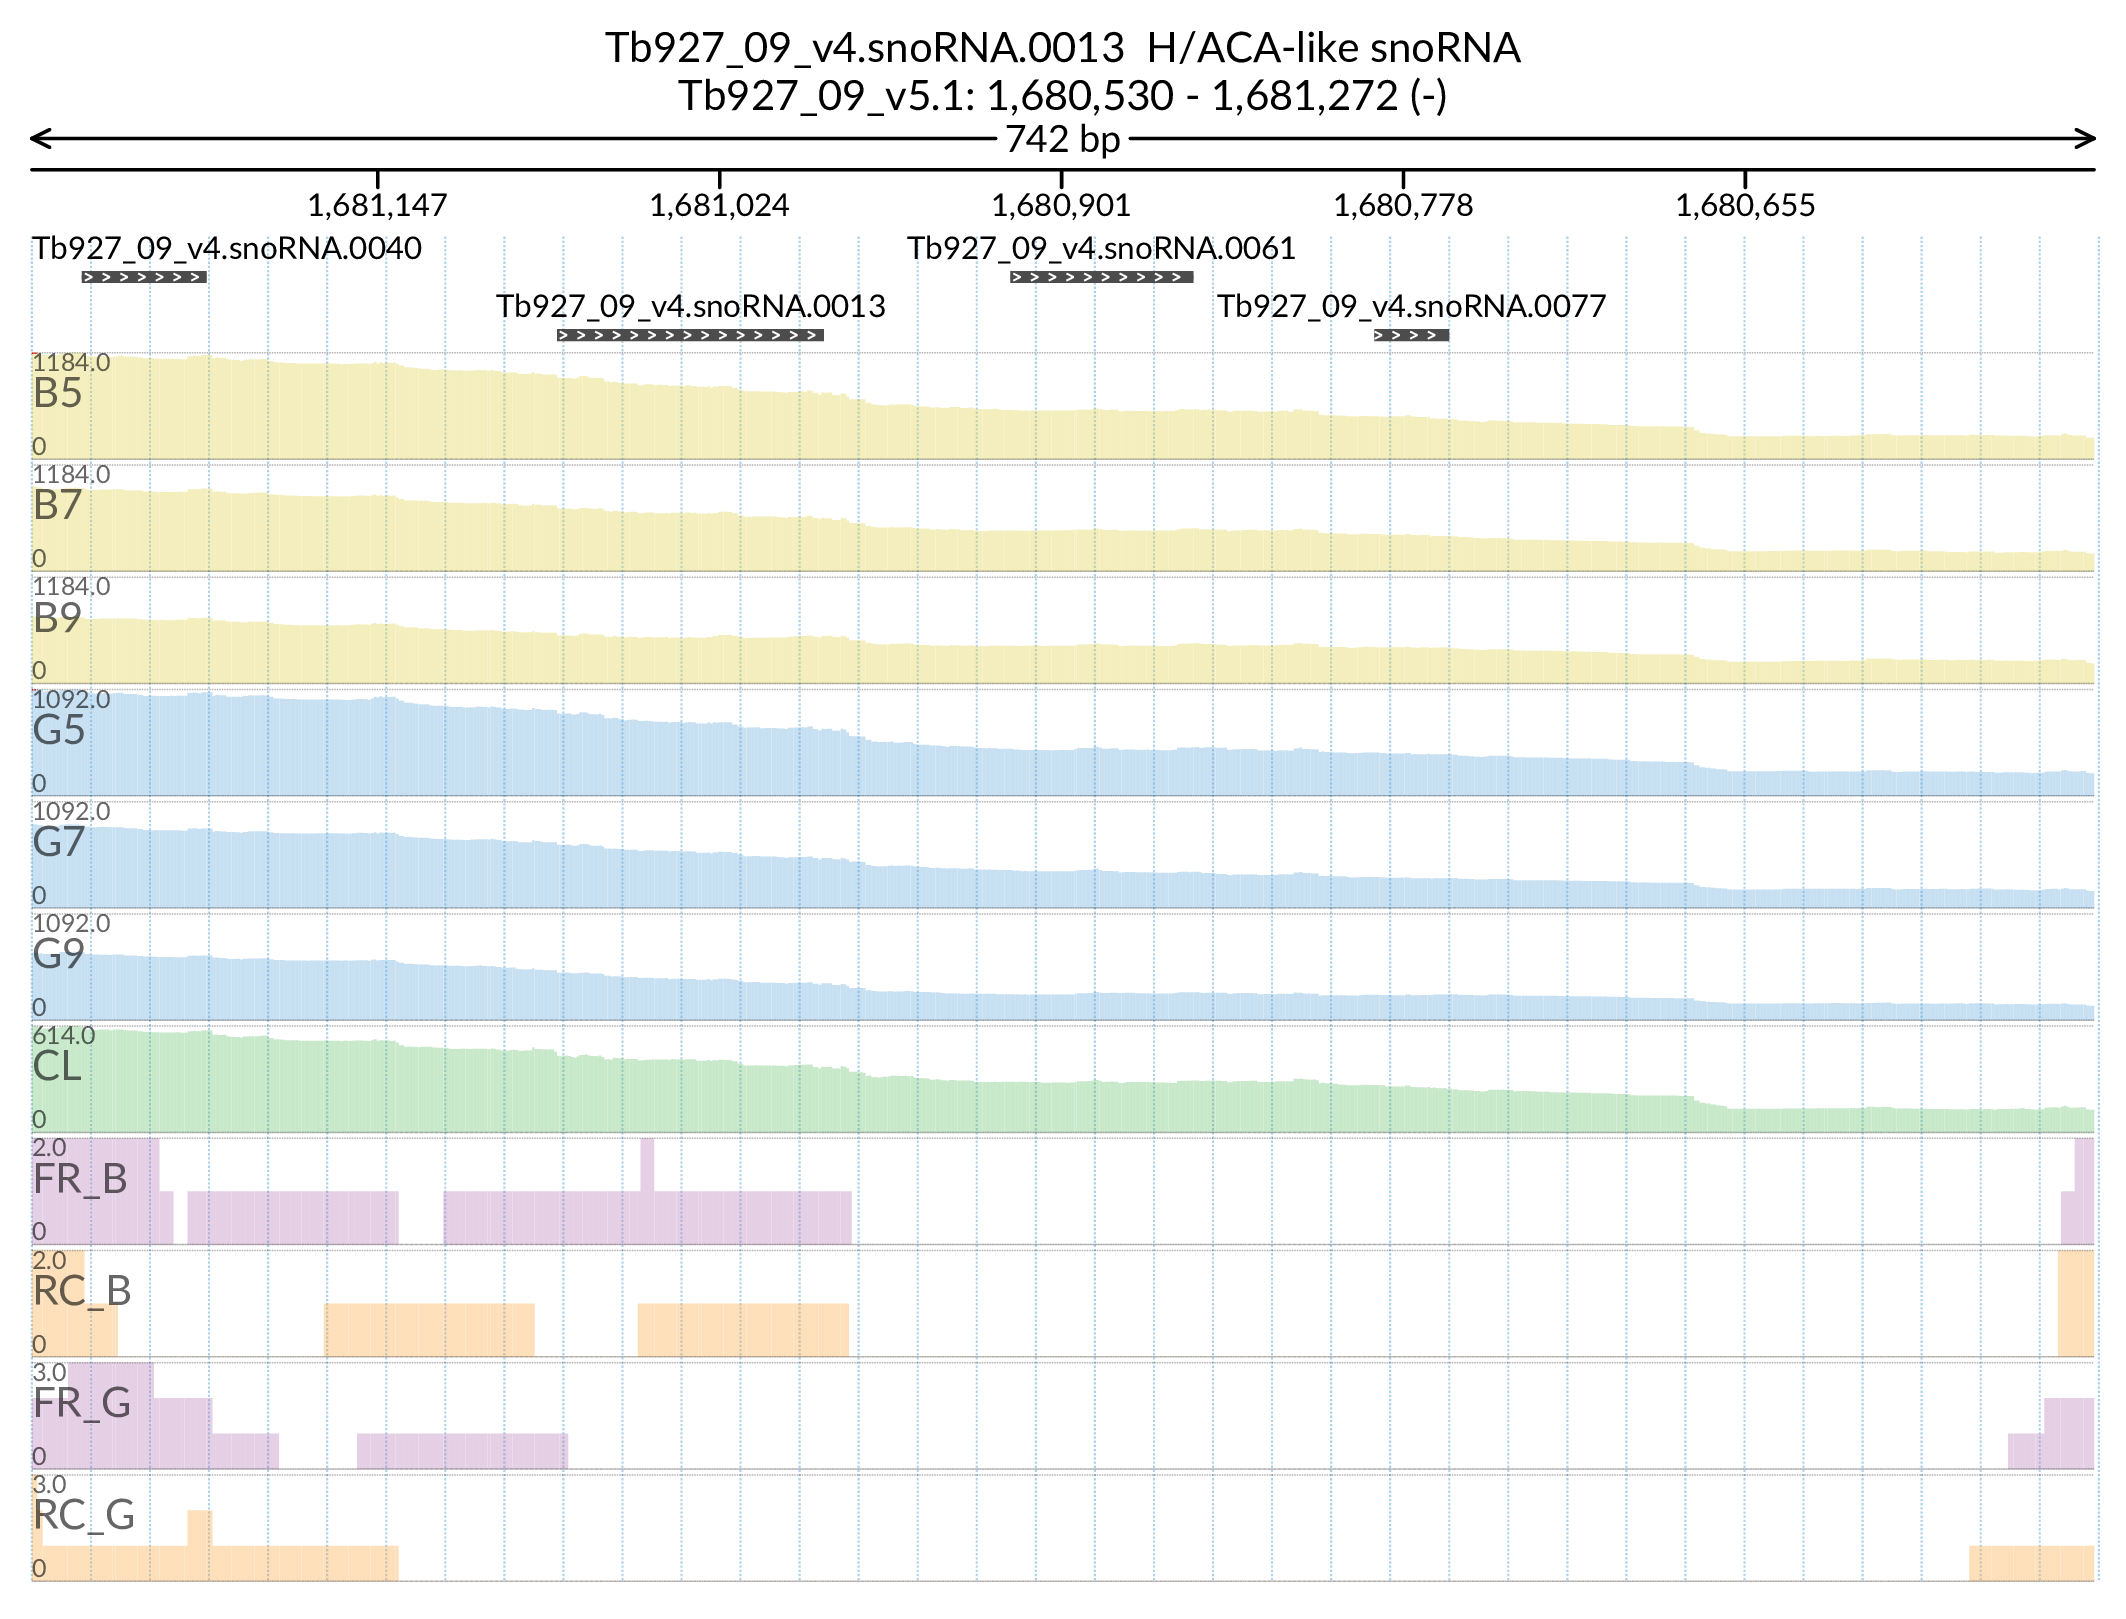 Tb927_09_v4.snoRNA.0013  H/ACA-like snoRNA
Tb927_09_v5.1: 1,680,530 - 1,681,272 (-)
742 bp
1,681,147 1,681,024 1,680,901 1,680,778 1,680,655
Tb927_09_v4.snoRNA.0040 Tb927_09_v4.snoRNA.0061
Tb927_09_v4.snoRNA.0013 Tb927_09_v4.snoRNA.0077
1184.0
B5
0
1184.0
B7
0
1184.0
B9
0
1092.0
G5
0
1092.0
G7
0
1092.0
G9
0
614.0
CL
0
2.0
FR_B
0
2.0
RC_B
0
3.0
FR_G
0
3.0
RC_G
0